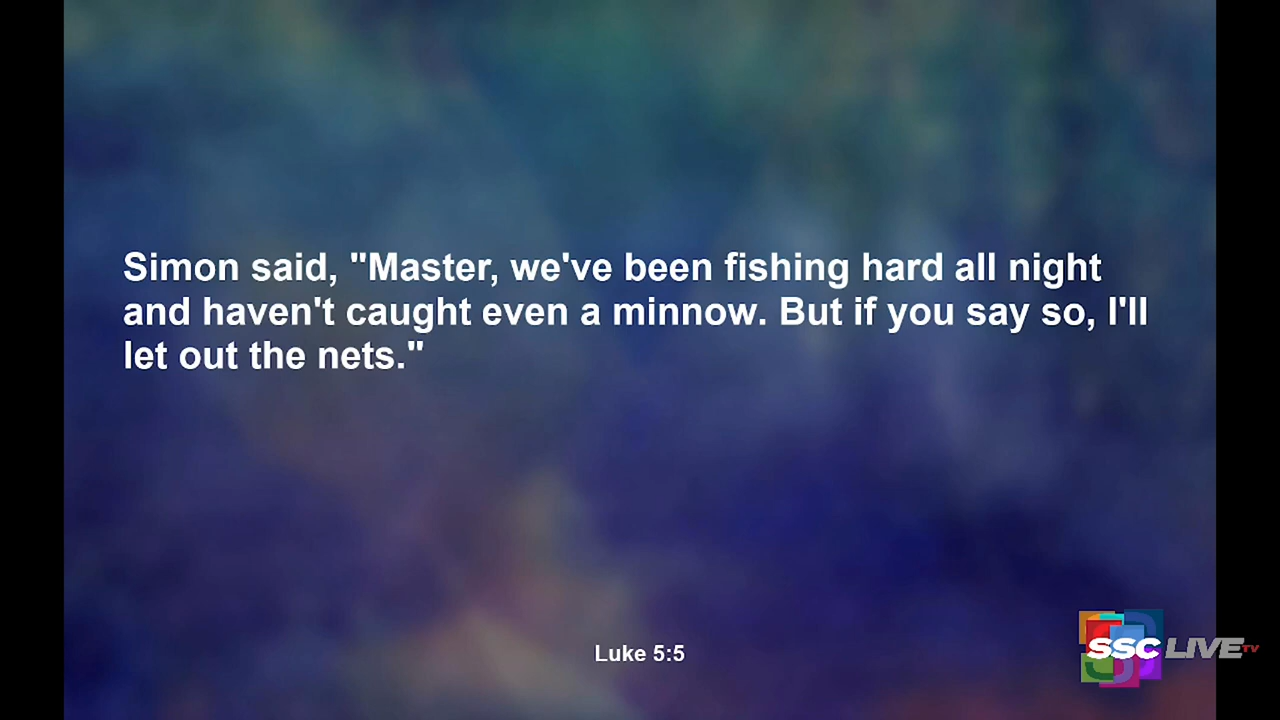 Simon said, "Master, we've been fishing hard all night
and haven't caught even a minnow. But if you say so, I'll
let out the nets."
Luke 5:5
SSC LIVE TV